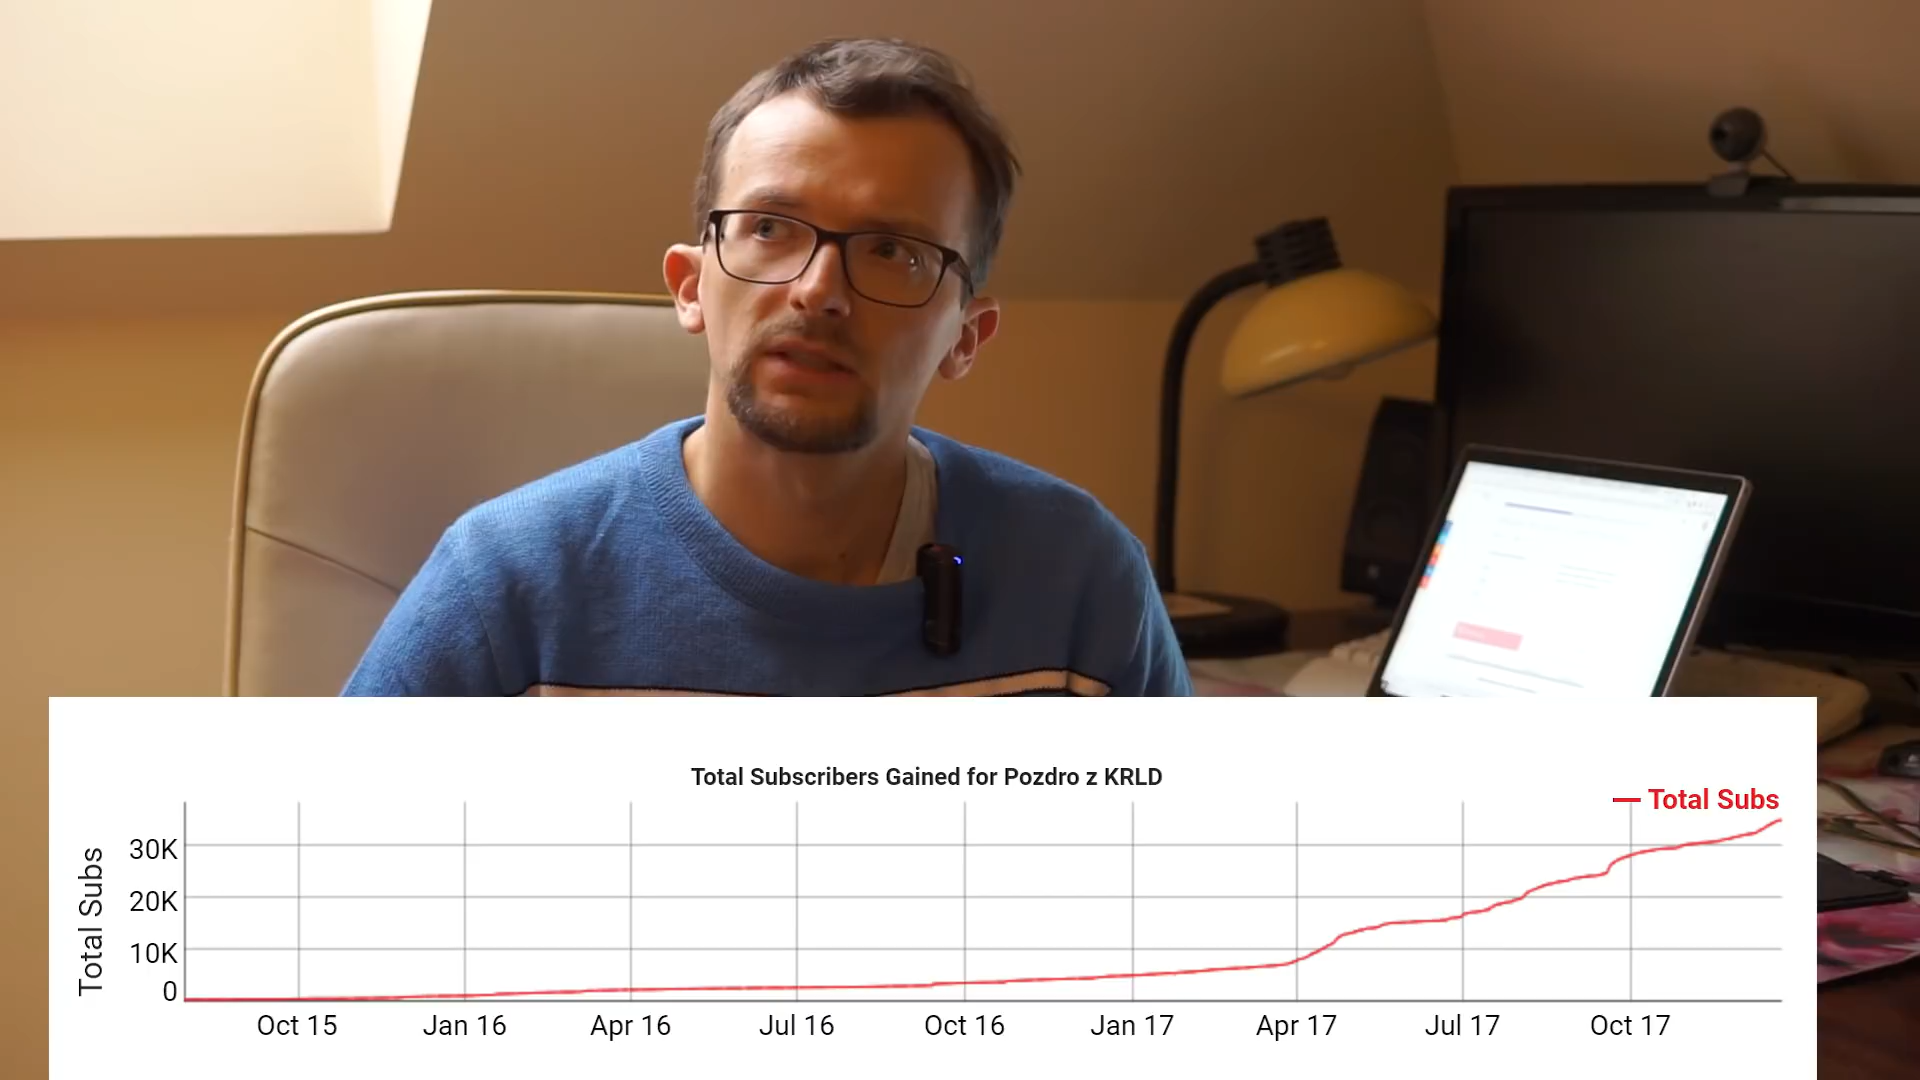 Total Subscribers Gained for Pozdro z KRLD
Total Subs
Total Subs
30K
20K
10K
0
Oct 15 Jan 16 Apr 16 Jul 16 Oct 16 Jan 17 Apr 17 Jul 17 Oct 17